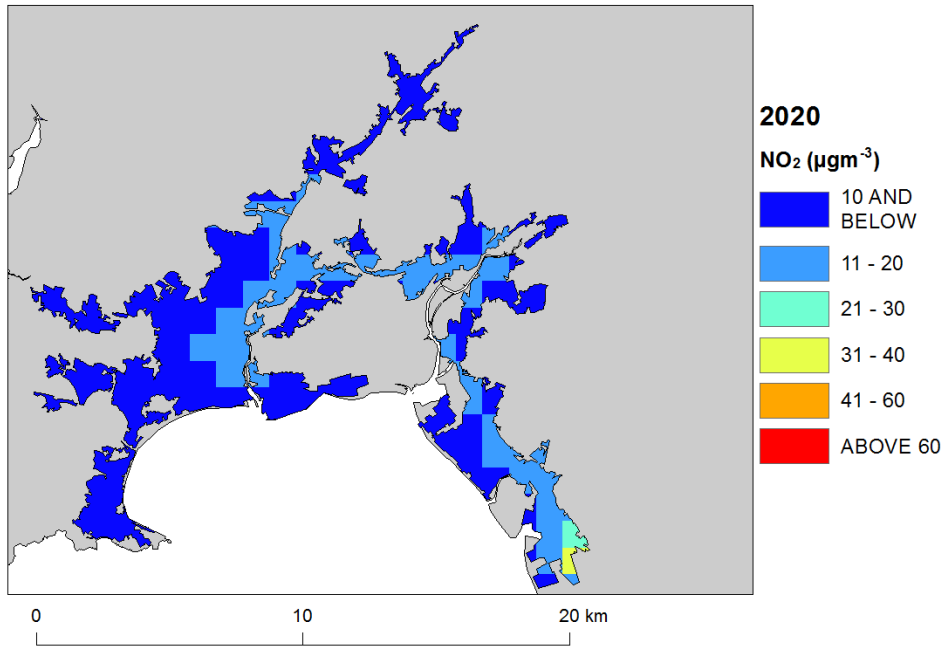 2020
NO₂ (µgm⁻³)
10 AND
BELOW
11 - 20
21 - 30
31 - 40
41 - 60
ABOVE 60
0 10 20 km